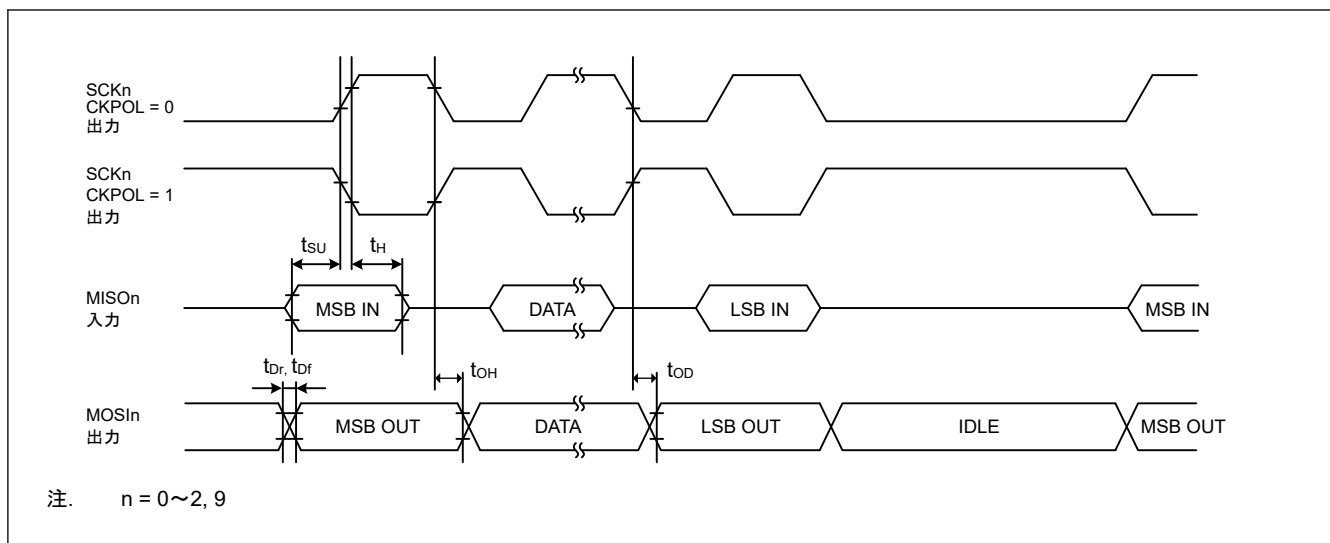 SCKn
CKPOL = 0
出力
SCKn
CKPOL = 1
出力
tSU
tH
MISOn
入力
MSB IN
DATA
LSB IN
MSB IN
tDr, tDf
tOH
tOD
MOSIn
出力
MSB OUT
DATA
LSB OUT
IDLE
MSB OUT
注. n = 0~2, 9